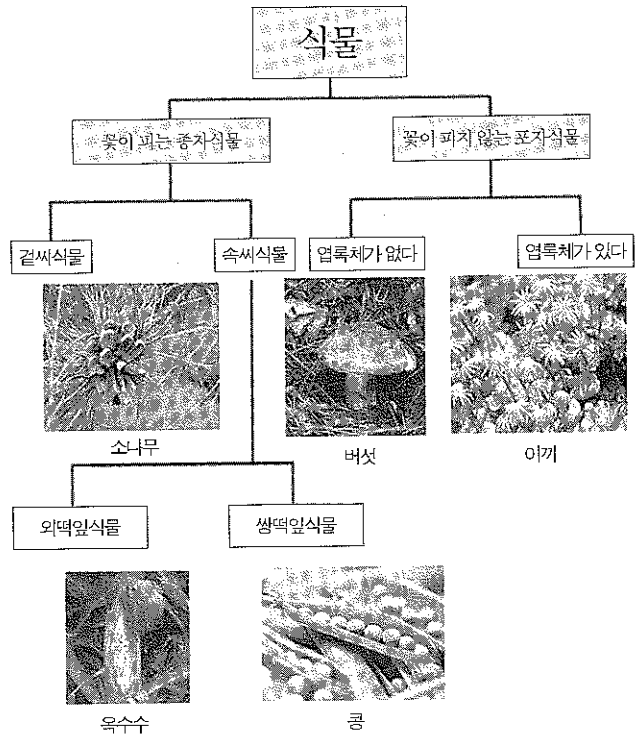 식물
꽃이 피는 종자식물
꽃이 피지 않는 포자식물
겉씨식물
속씨식물
엽록체가 없다
엽록체가 있다
소나무
버섯
이끼
외떡잎식물
쌍떡잎식물
옥수수
콩